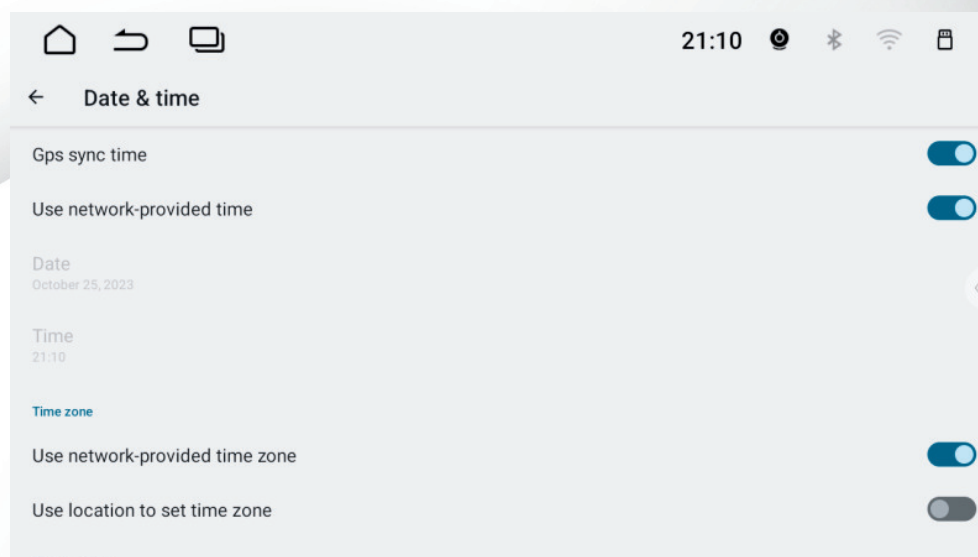 21:10
Date & time
Gps sync time
Use network-provided time
Date
October 25, 2023
Time
21:10
Time zone
Use network-provided time zone
Use location to set time zone